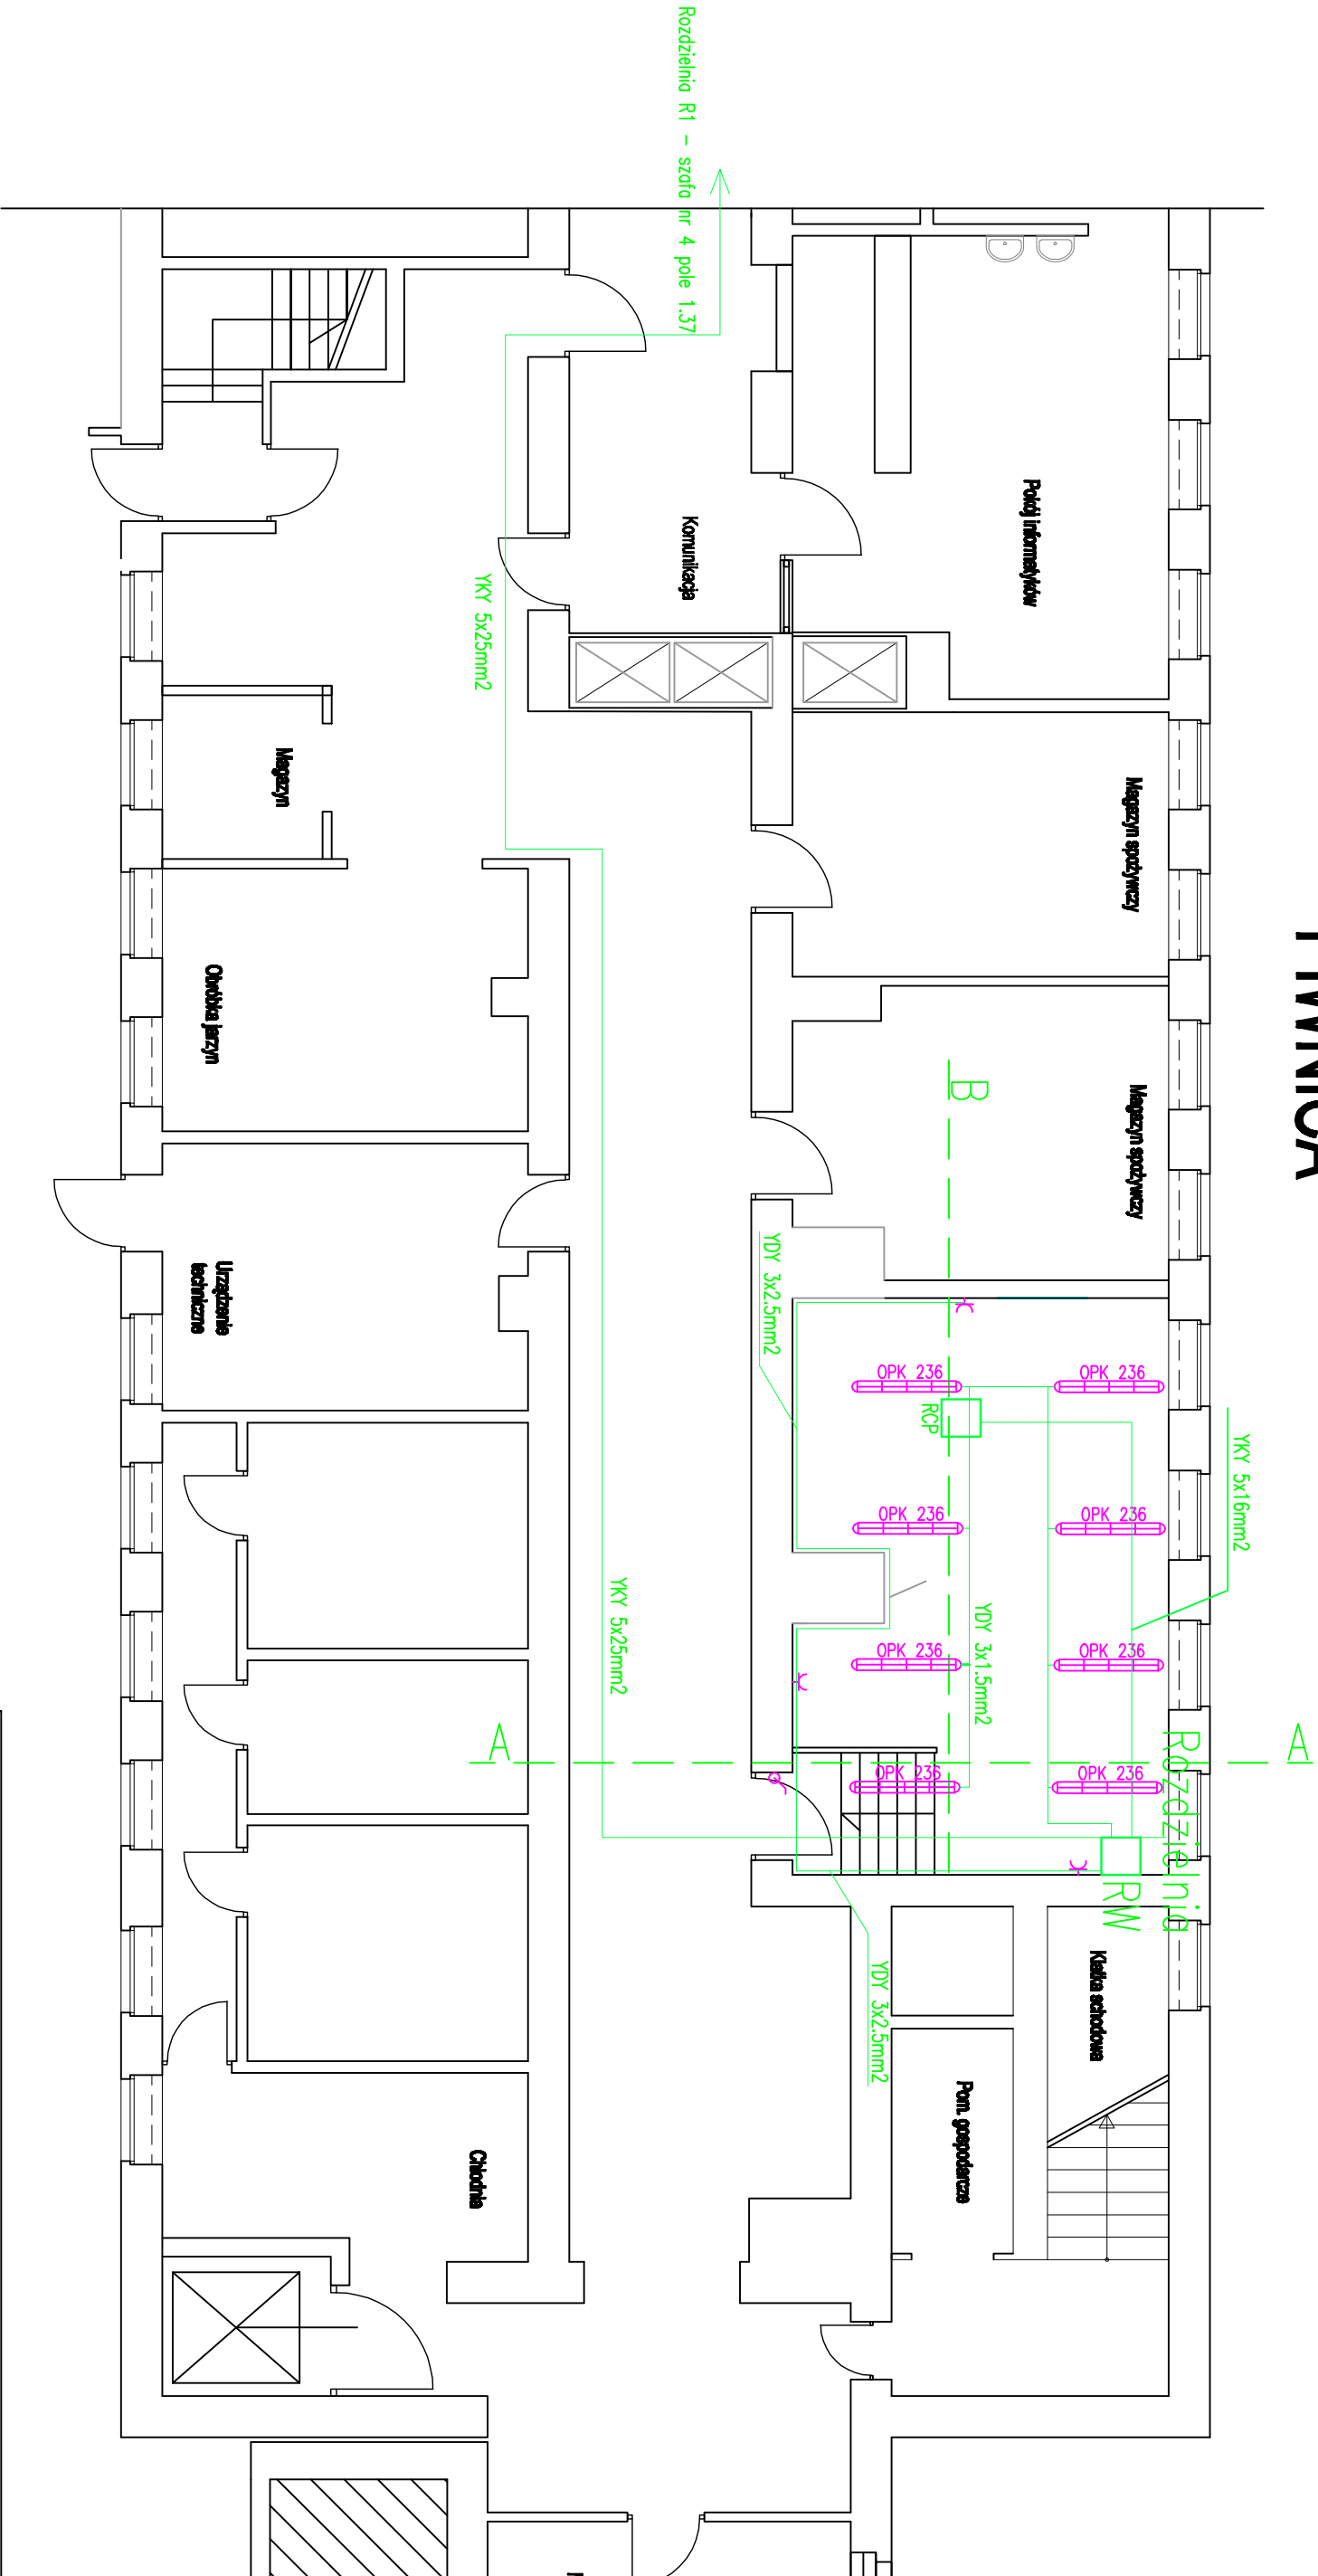 PIWNICA
Rozdzielnia R1 - szafa nr 4 pole 1.37
Pokój informatyków
Komunikacja
YKY 5x25mm2
Magazyn
Magazyn spożywczy
Obróbka jarzyn
B
Magazyn spożywczy
YDY 3x2.5mm2
Urządzenie
techniczne
OPK 236
OPK 236
RCP
YKY 5x16mm2
OPK 236
OPK 236
YKY 5x25mm2
YDY 3x1.5mm2
OPK 236
OPK 236
A
A
OPK 236
OPK 236
Rozdzielnia
RW
Klatka schodowa
YDY 3x2.5mm2
Pom. gospodarcze
Chłodnia